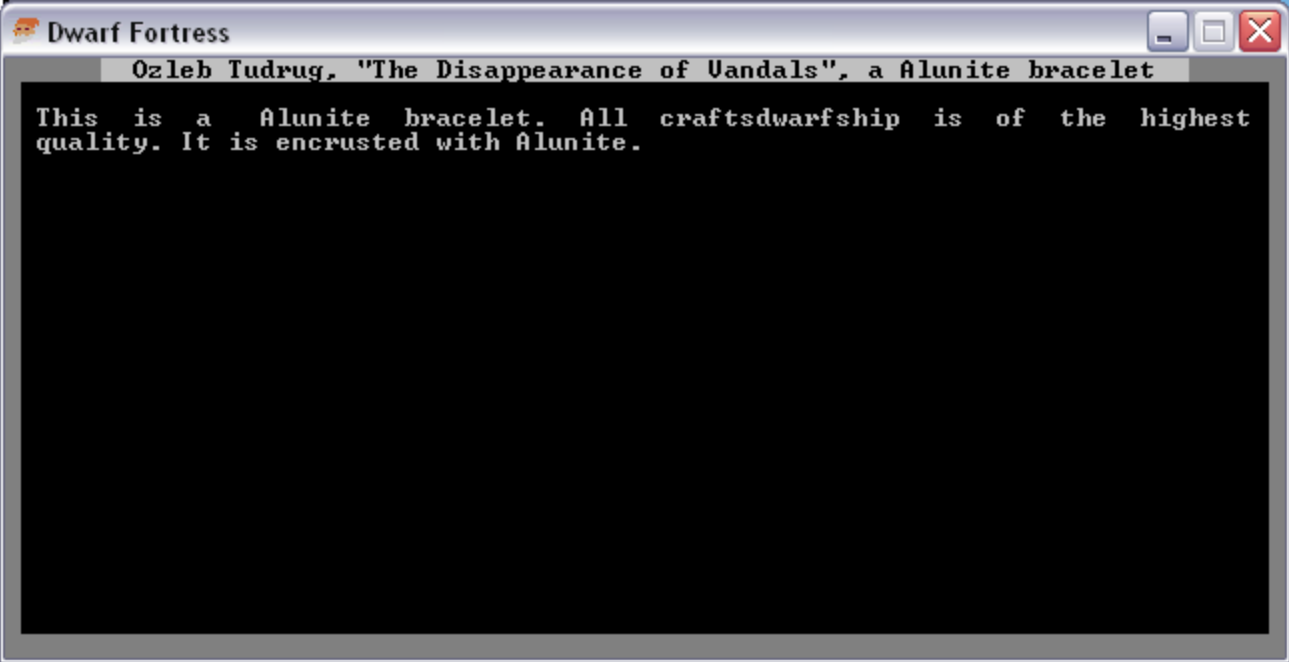 Dwarf Fortress
Ozleb Tudrug, "The Disappearance of Vandals", a Alunite bracelet
This is a Alunite bracelet. All craftsdwarfship is of the highest
quality. It is encrusted with Alunite.